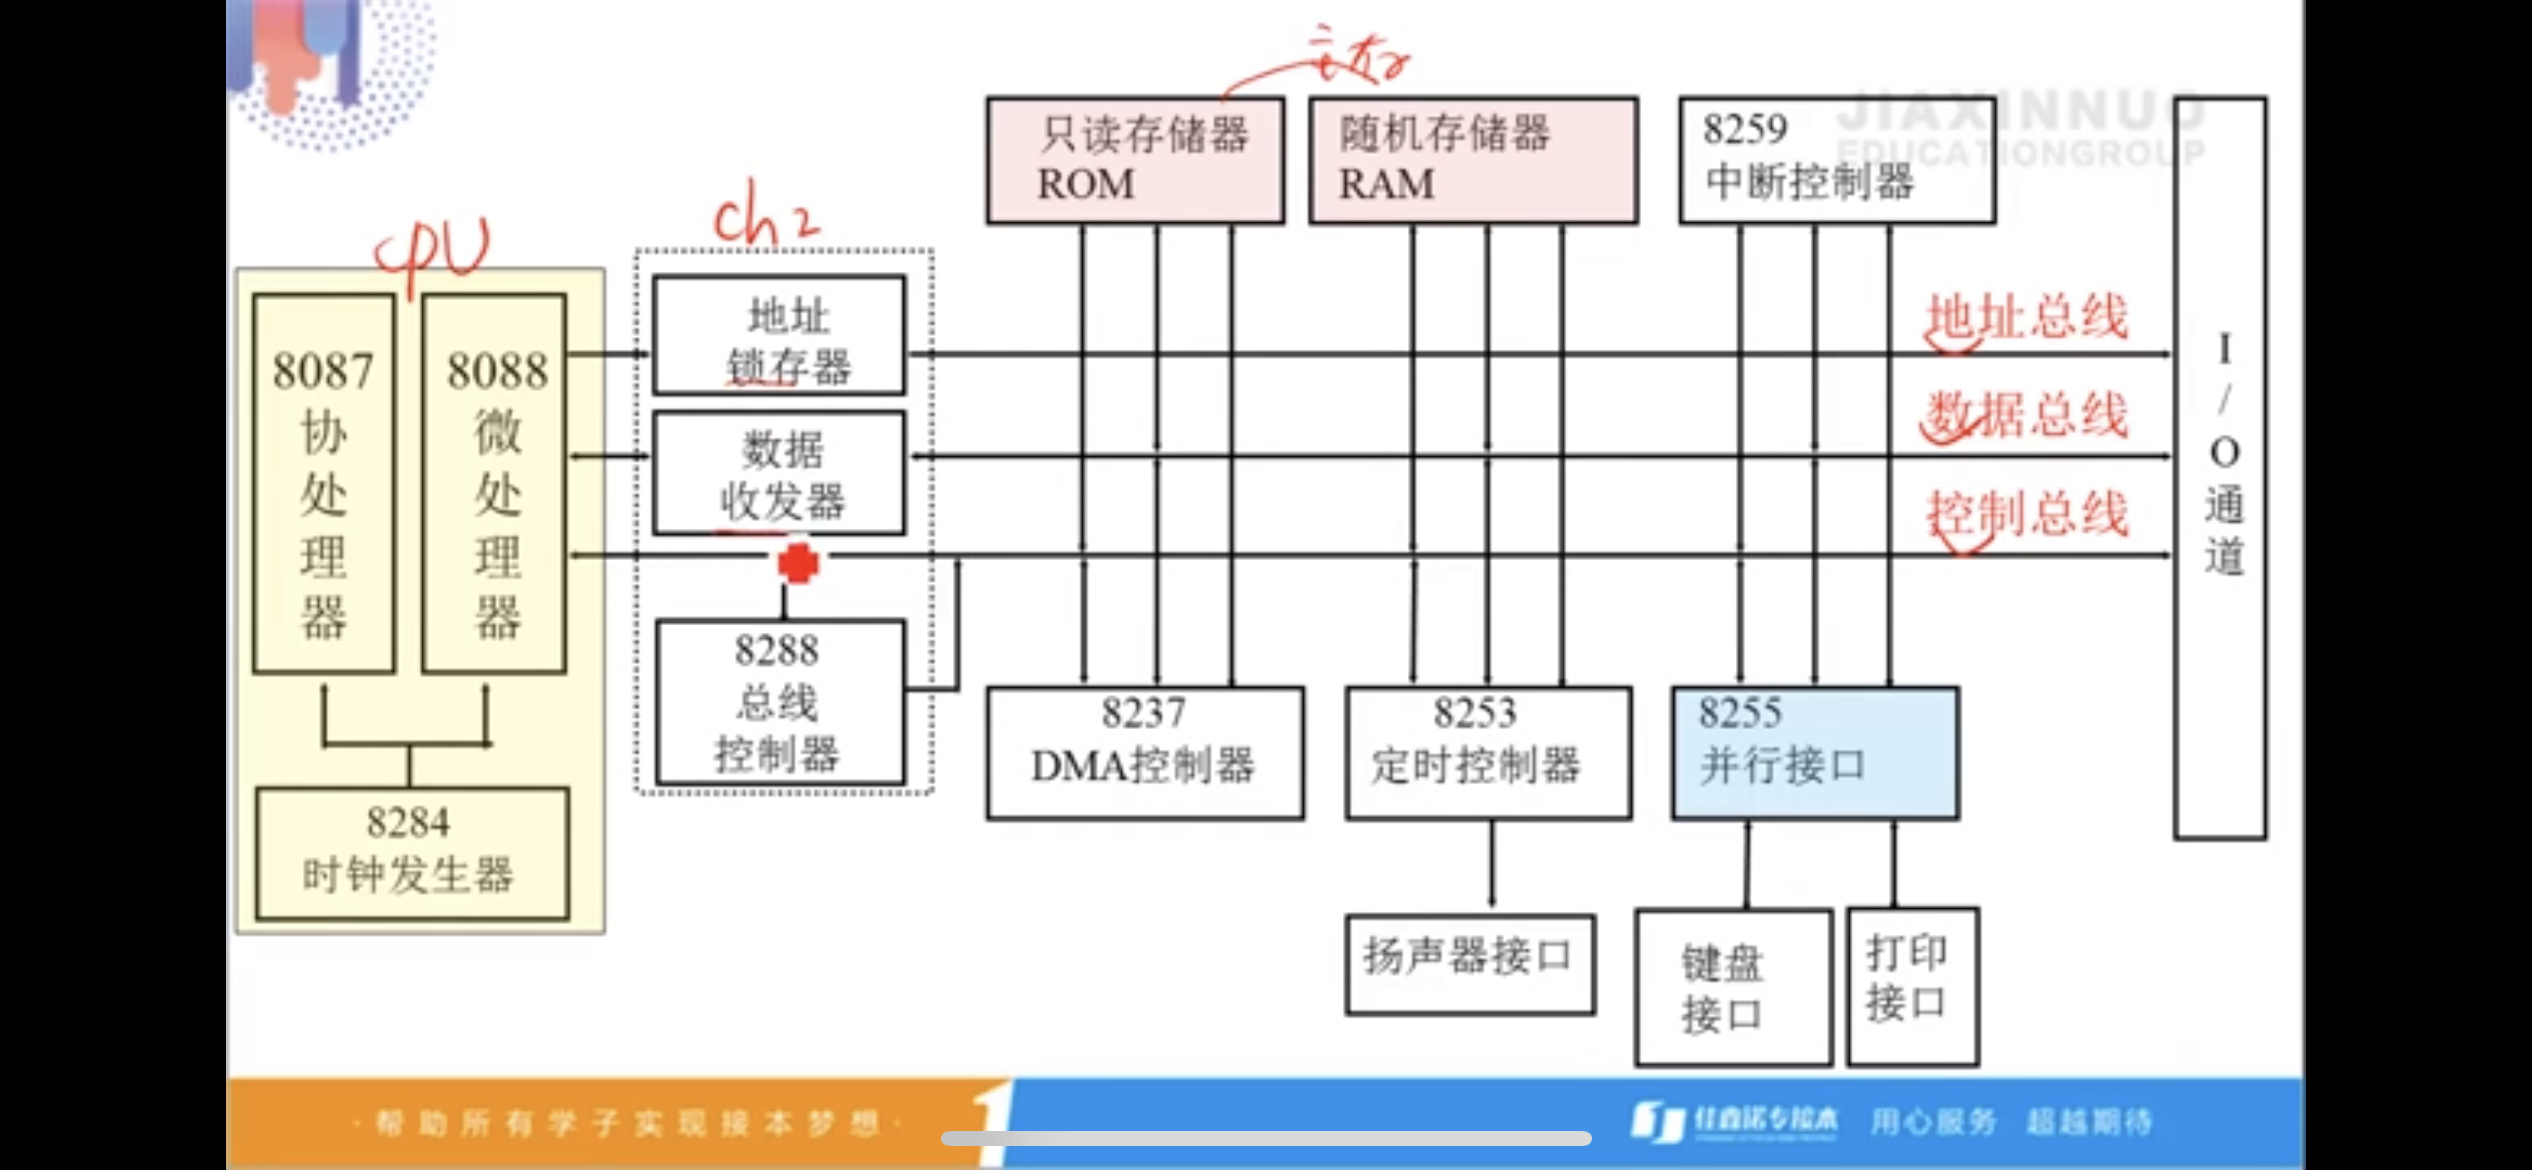 主存
JIAXINNUO
EDUCATIONGROUP
只读存储器
ROM
随机存储器
RAM
8259
中断控制器
CPU
ch2
8087
协
处
理
器
8088
微
处
理
器
8284
时钟发生器
地址
锁存器
数据
收发器
8288
总线
控制器
地址总线
数据总线
控制总线
I
/
O
通
道
8237
DMA控制器
8253
定时控制器
8255
并行接口
扬声器接口
键盘
接口
打印
接口
·帮助所有学子实现接本梦想·
1
佳鑫诺专接本
用心服务 超越期待